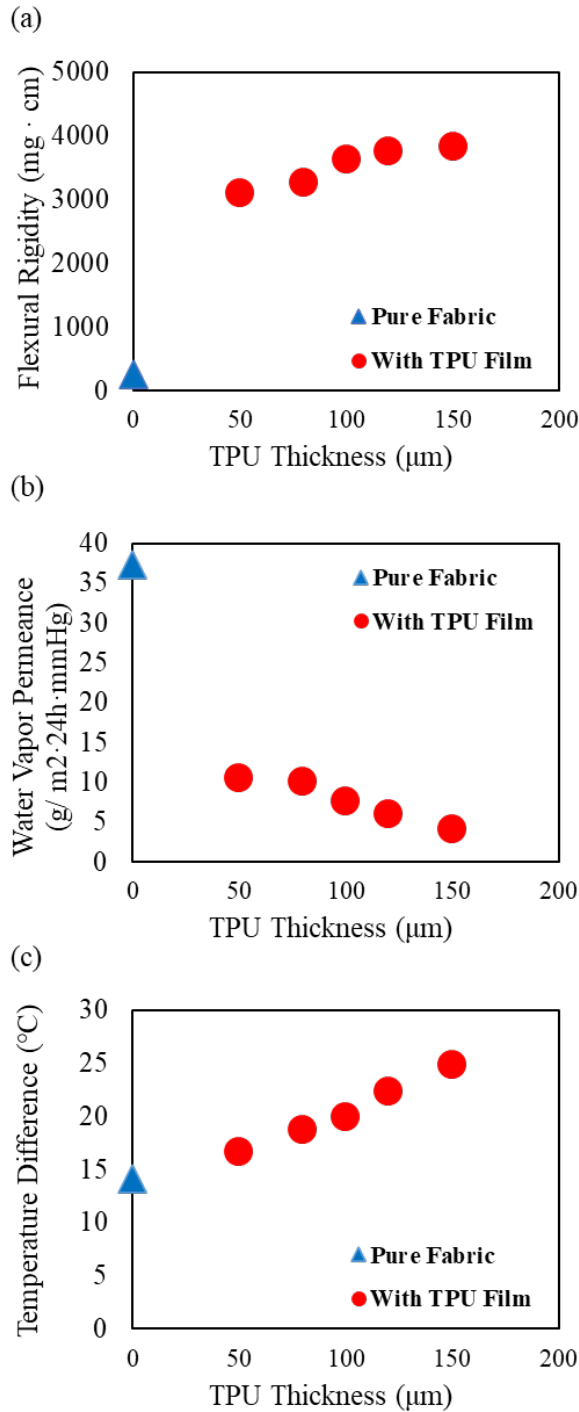 (a)
Flexural Rigidity (mg · cm)
5000
4000
3000
2000
1000
0
▲ Pure Fabric
● With TPU Film
0 50 100 150 200
TPU Thickness (μm)
(b)
Water Vapor Permeance
(g/ m2·24h·mmHg)
40
35
30
25
20
15
10
5
0
▲ Pure Fabric
● With TPU Film
0 50 100 150 200
TPU Thickness (μm)
(c)
Temperature Difference (℃)
30
25
20
15
10
5
0
▲ Pure Fabric
● With TPU Film
0 50 100 150 200
TPU Thickness (μm)